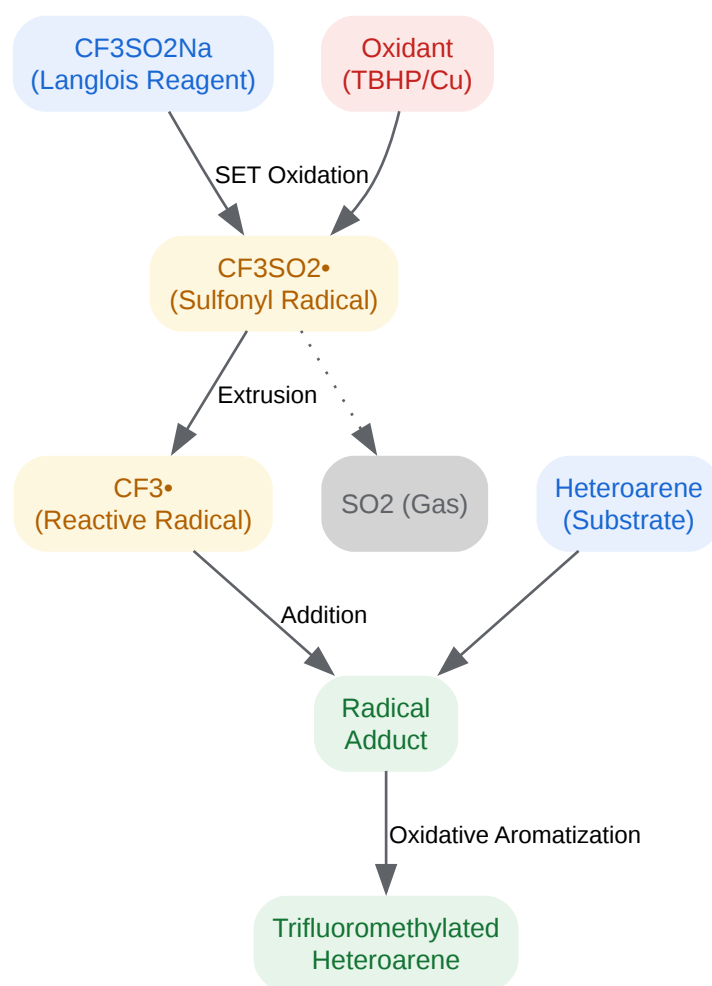 CF3SO2Na
(Langlois Reagent)
Oxidant
(TBHP/Cu)
SET Oxidation
CF3SO2•
(Sulfonyl Radical)
Extrusion
CF3•
(Reactive Radical)
SO2 (Gas)
Heteroarene
(Substrate)
Addition
Radical
Adduct
Oxidative Aromatization
Trifluoromethylated
Heteroarene